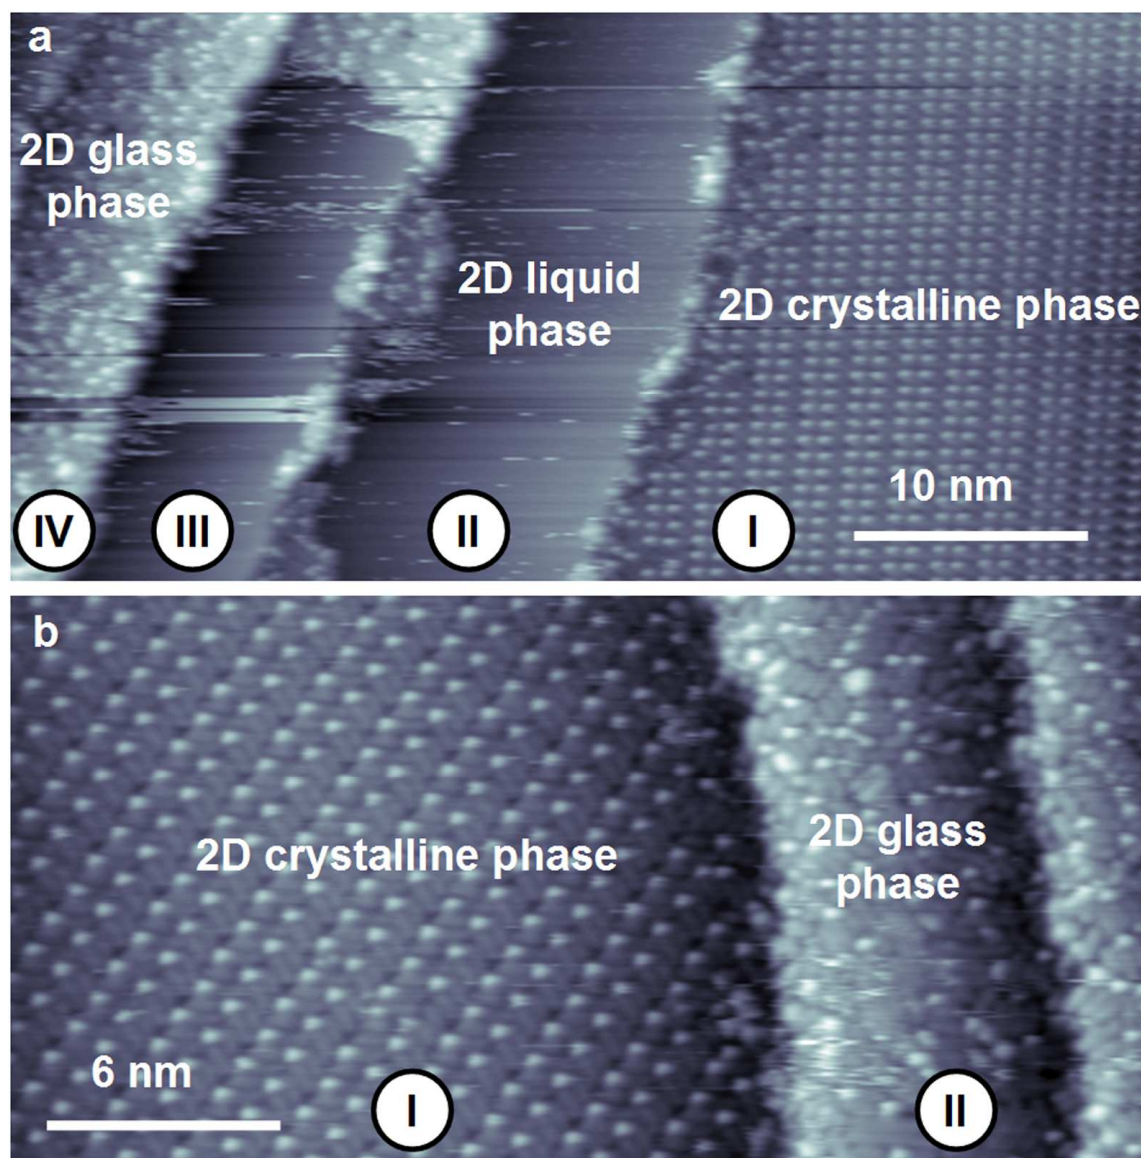 a
2D glass
phase
2D liquid
phase
2D crystalline phase
10 nm
IV
III
II
I
b
2D crystalline phase
2D glass
phase
6 nm
I
II